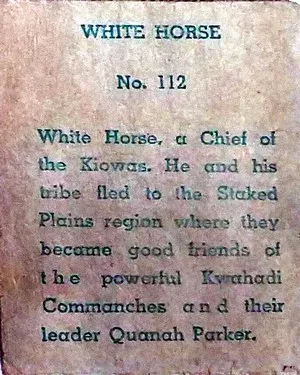 WHITE HORSE
No. 112
White Horse, a Chief of
the Kiowas. He and his
tribe fled to the Staked
Plains region where they
became good friends of
the powerful Kwahadi
Commanches and their
leader Quanah Parker.